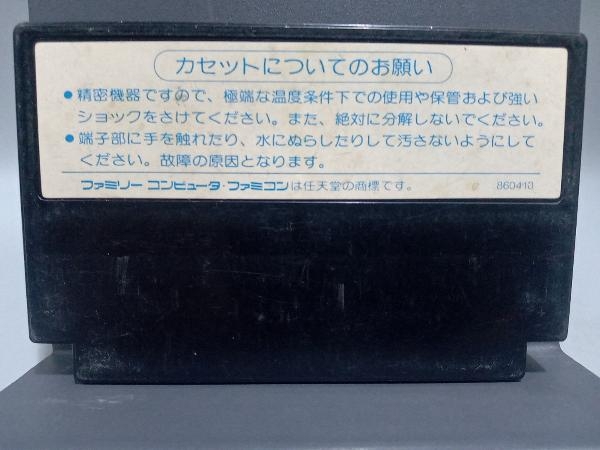 カセットについてのお願い
●精密機器ですので、極端な温度条件下での使用や保管および強い
ショックをさけてください。また、絶対に分解しないでください。
●端子部に手を触れたり、水にぬらしたりして汚さないようにして
ください。故障の原因となります。
ファミリー コンピュータ・ファミコンは任天堂の商標です。 860410